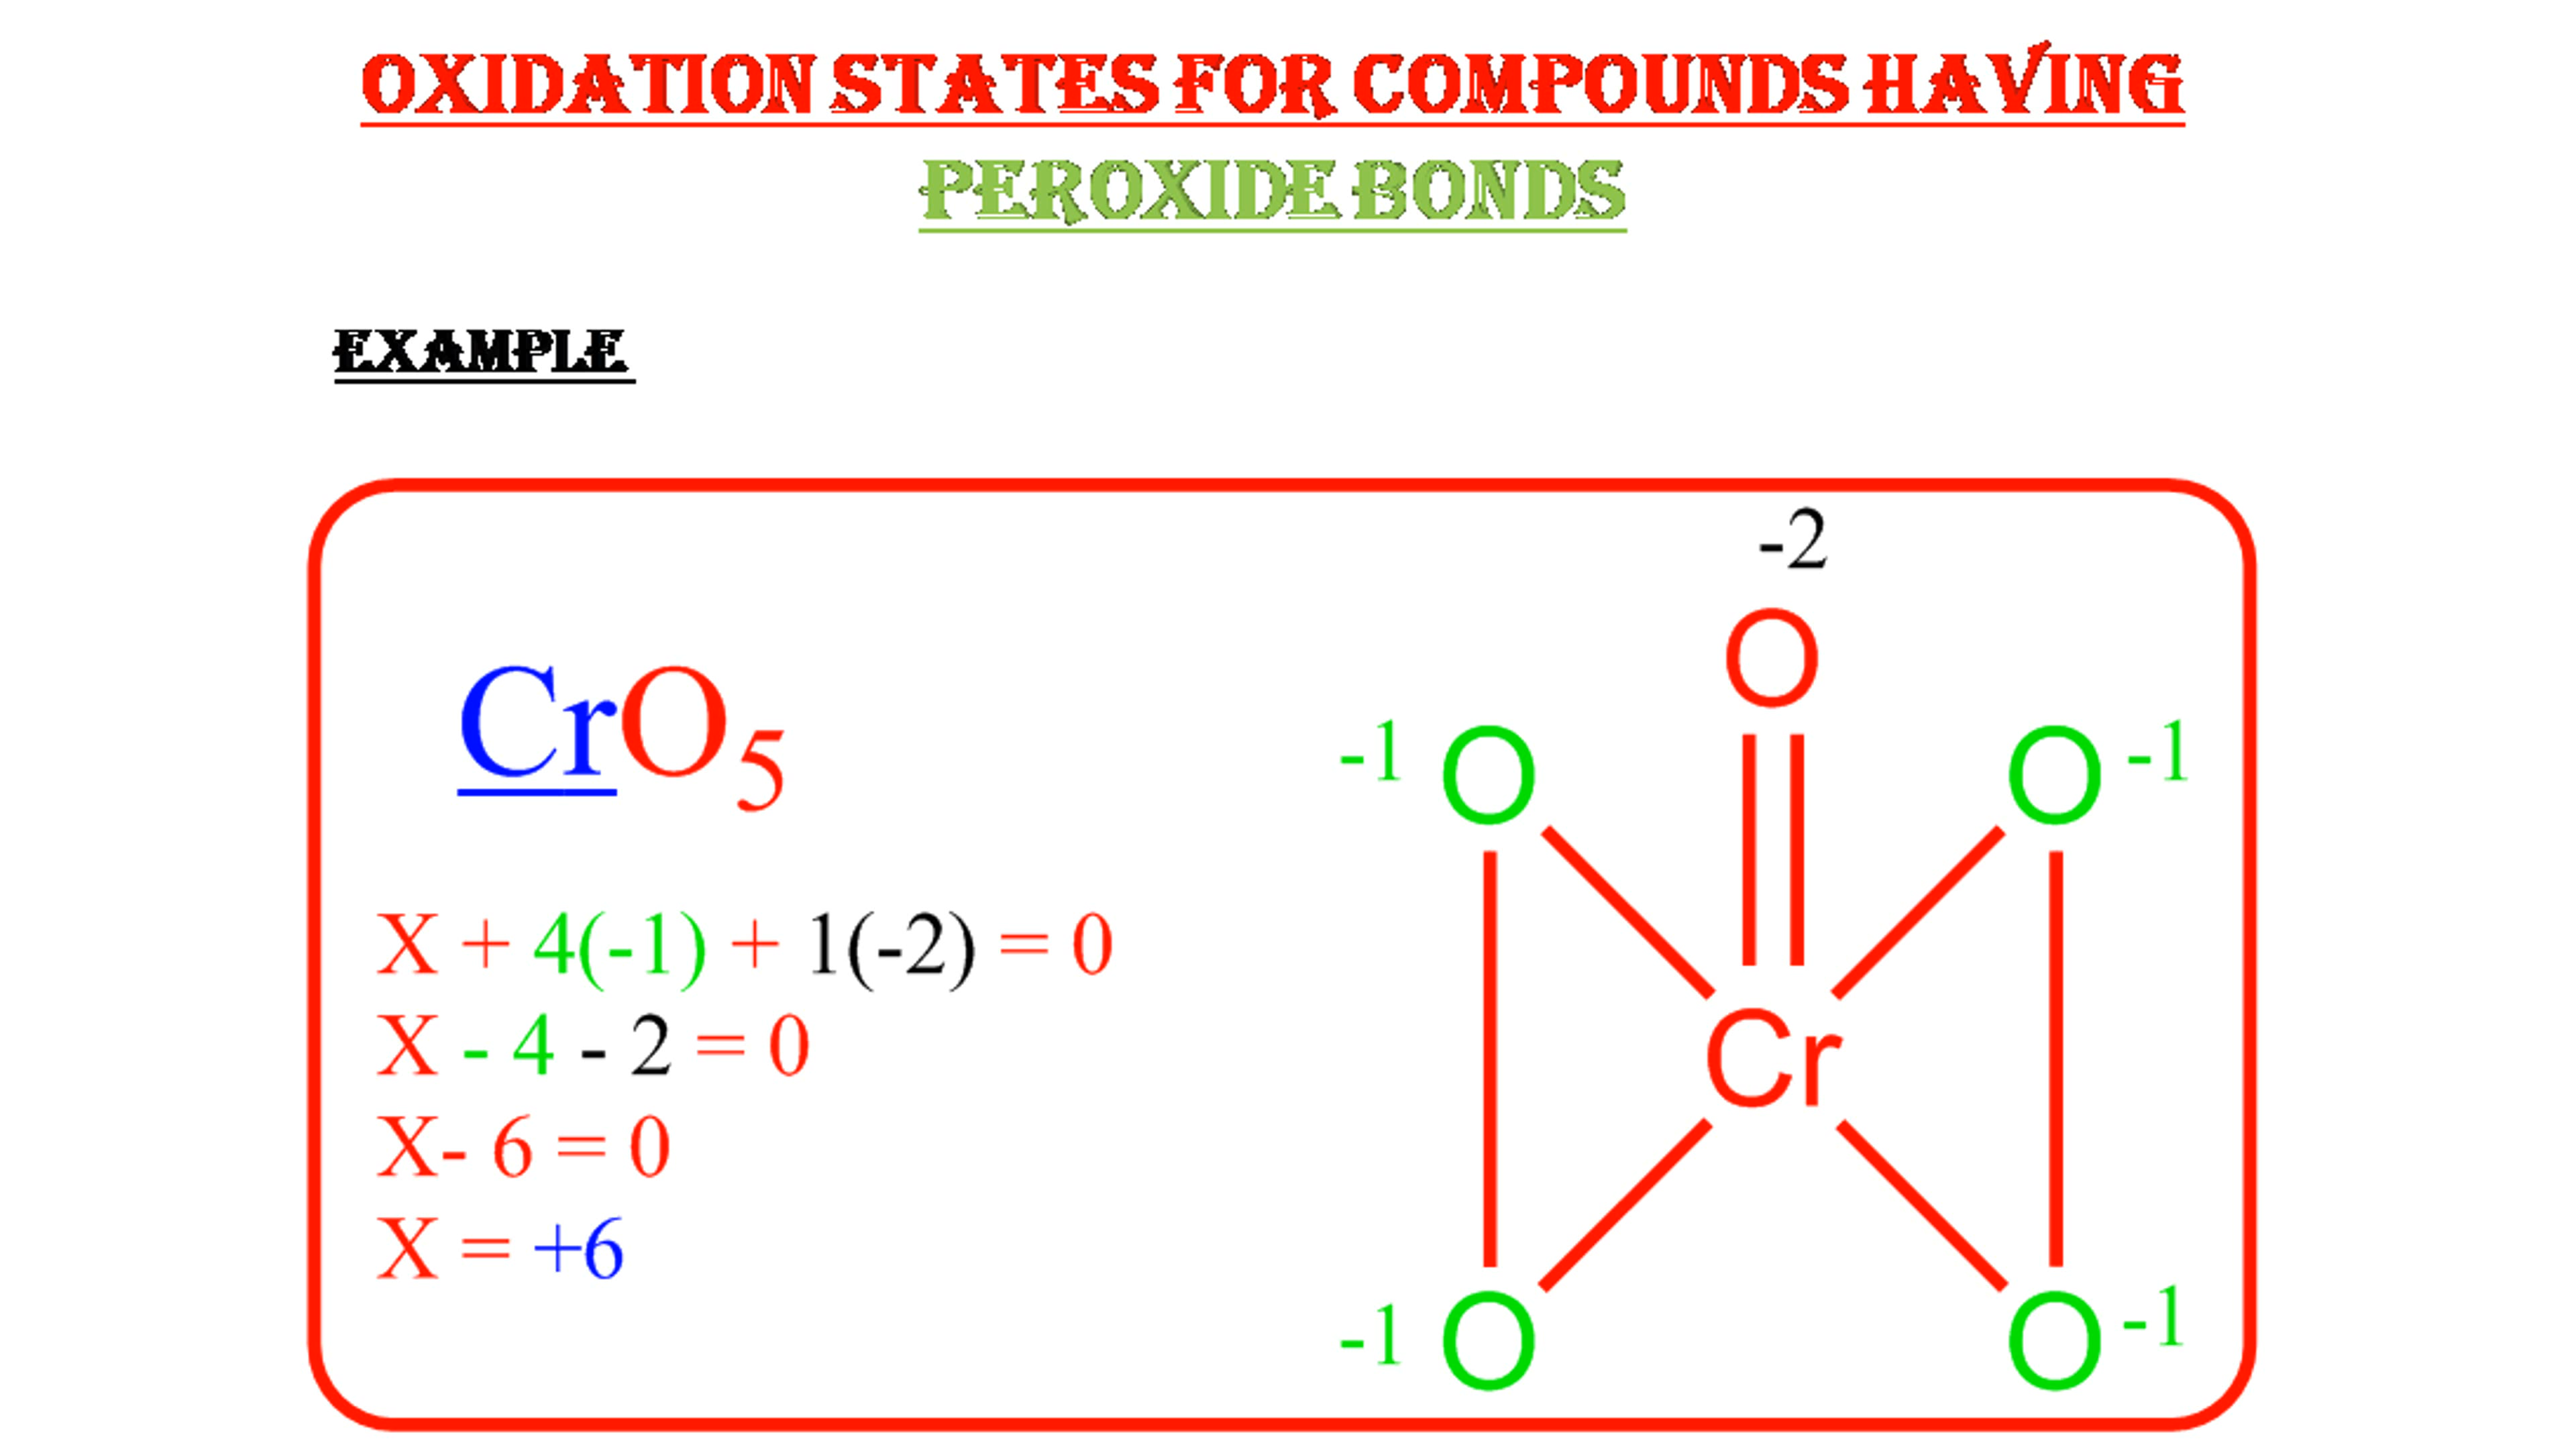 OXIDATION STATES FOR COMPOUNDS HAVING
PEROXIDE BONDS
EXAMPLE
CrO5
X + 4(-1) + 1(-2) = 0
X - 4 - 2 = 0
X- 6 = 0
X = +6
-2
O
-1 O
O -1
Cr
-1 O
O -1